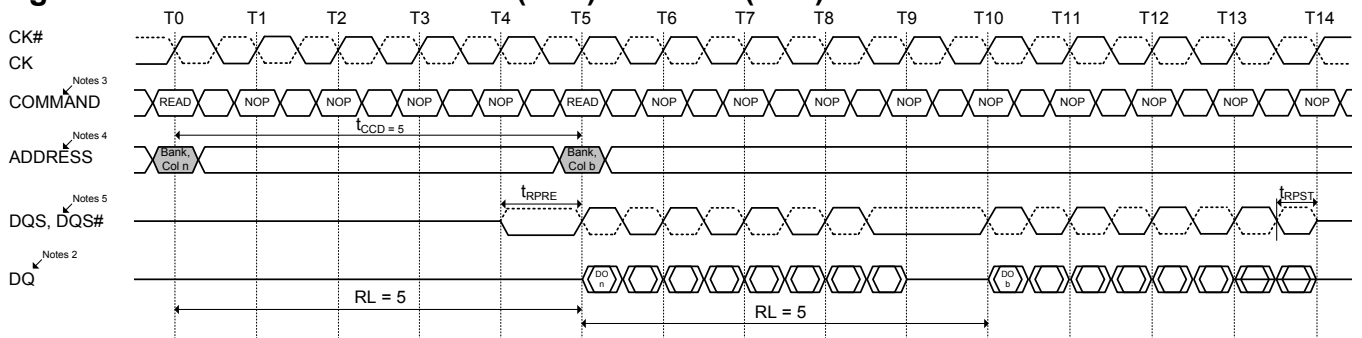 T0 T1 T2 T3 T4 T5 T6 T7 T8 T9 T10 T11 T12 T13 T14
CK#
CK
Notes 3
COMMAND READ NOP NOP NOP NOP READ NOP NOP NOP NOP NOP NOP NOP NOP NOP
tCCD = 5
Notes 4
ADDRESS Bank, Col n Bank, Col b
tRPRE tRPST
Notes 5
DQS, DQS#
Notes 2
DQ DO n DO b
RL = 5
RL = 5